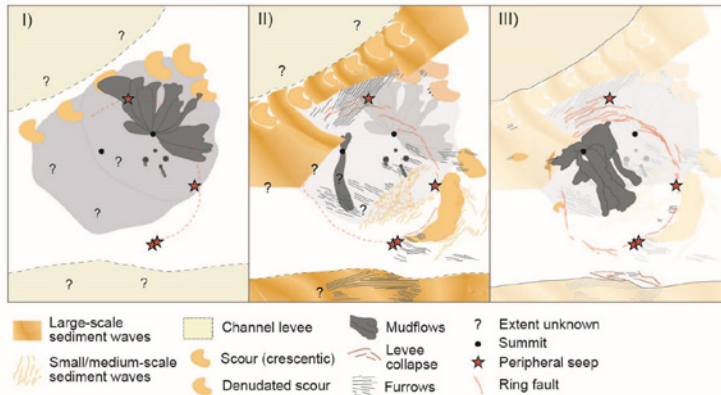 I)
II)
III)
?
?
?
?
?
?
?
?
?
?
?
?
?
Large-scale
sediment waves
Small/medium-scale
sediment waves
Channel levee
Scour (crescentic)
Denudated scour
Mudflows
Levee
collapse
Furrows
? Extent unknown
Summit
Peripheral seep
Ring fault